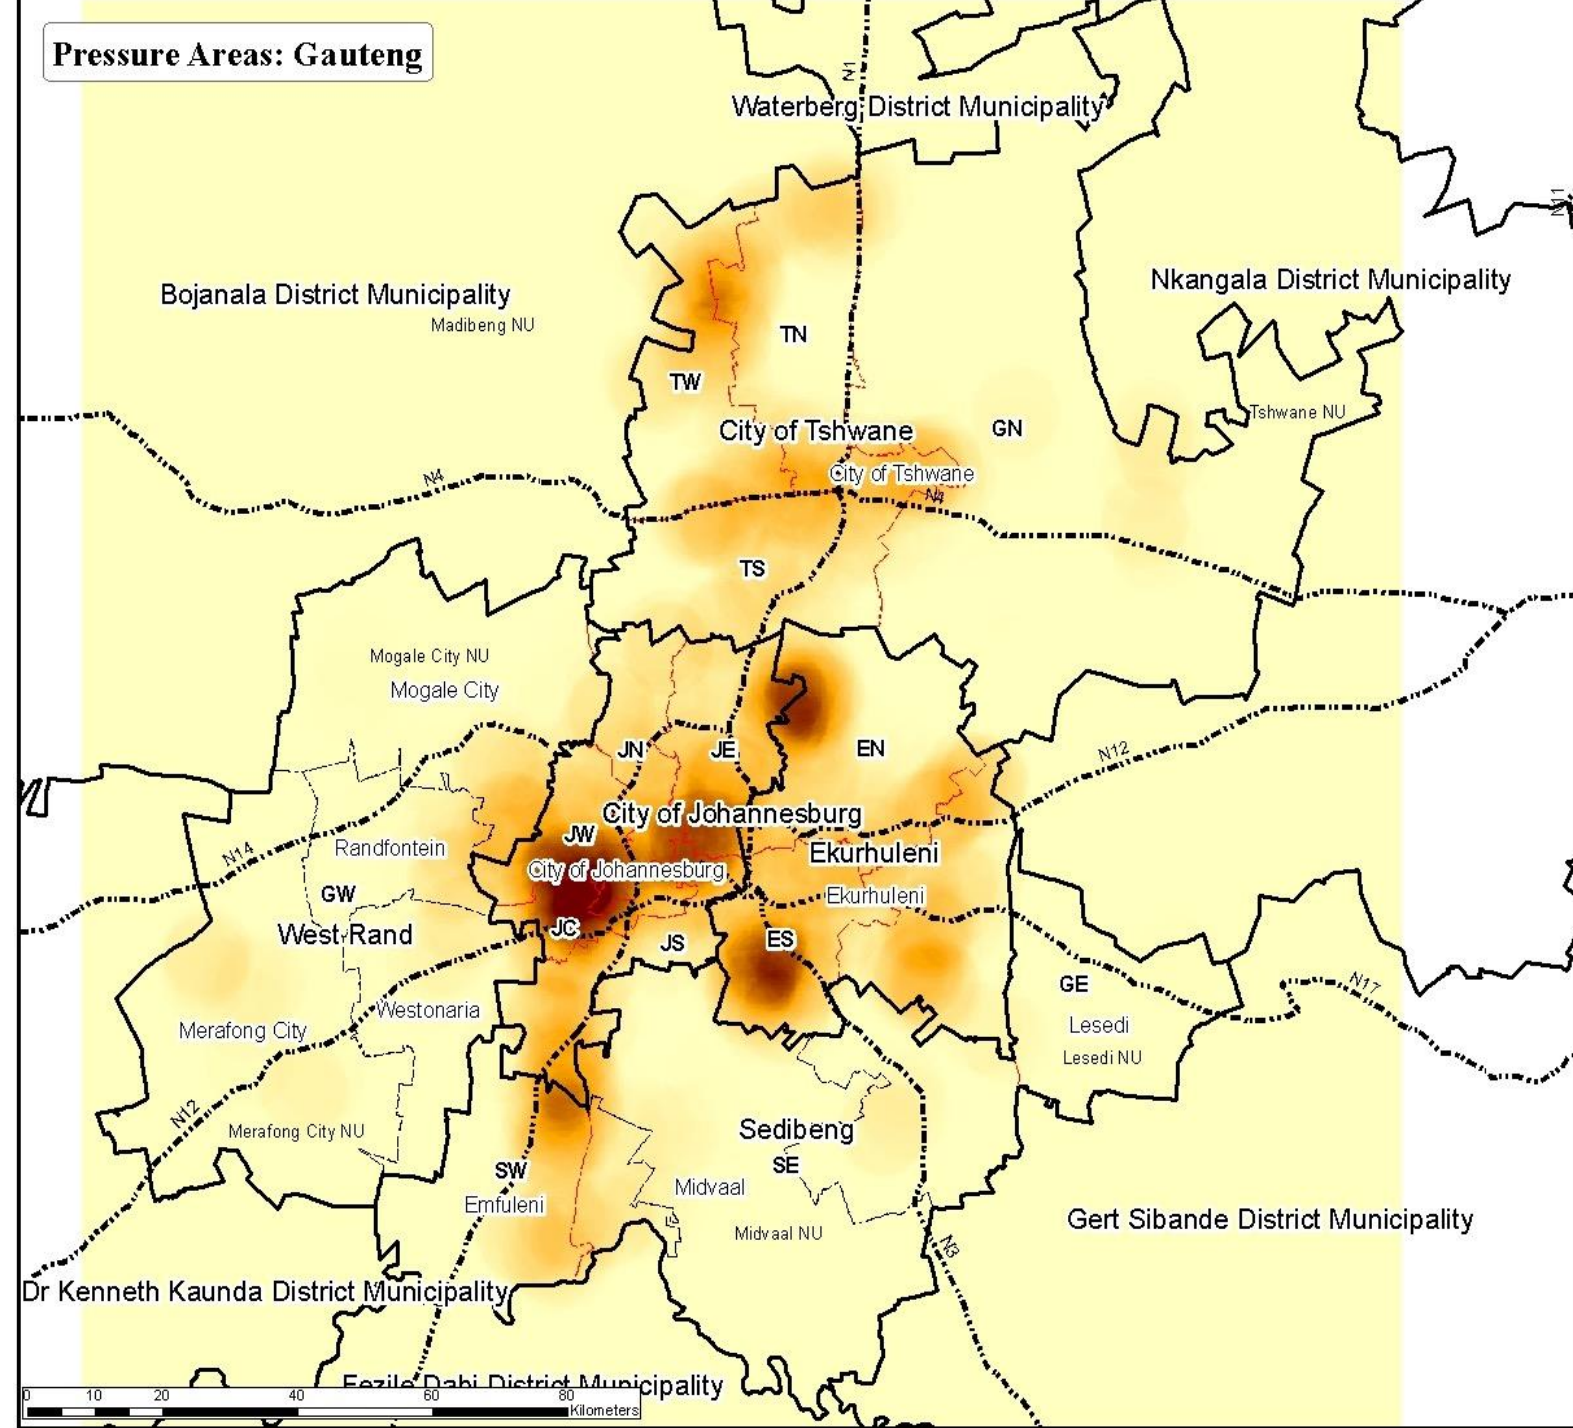 Pressure Areas: Gauteng
N1
Waterberg District Municipality
N11
Bojanala District Municipality
Madibeng NU
Nkangala District Municipality
TN
TW
Tshwane NU
City of Tshwane
GN
City of Tshwane
N4
N4
TS
Mogale City NU
Mogale City
JN
JE
EN
N12
City of Johannesburg
JW
Randfontein
Ekurhuleni
N14
City of Johannesburg
GW
Ekurhuleni
West Rand
JC
JS
ES
GE
N17
Merafong City
Westonaria
Lesedi
Lesedi NU
N12
Merafong City NU
Sedibeng
SW
SE
Emfuleni
Midvaal
Midvaal NU
Gert Sibande District Municipality
N3
Dr Kenneth Kaunda District Municipality
Fezile Dabi District Municipality
0 10 20 40 60 80
Kilometers